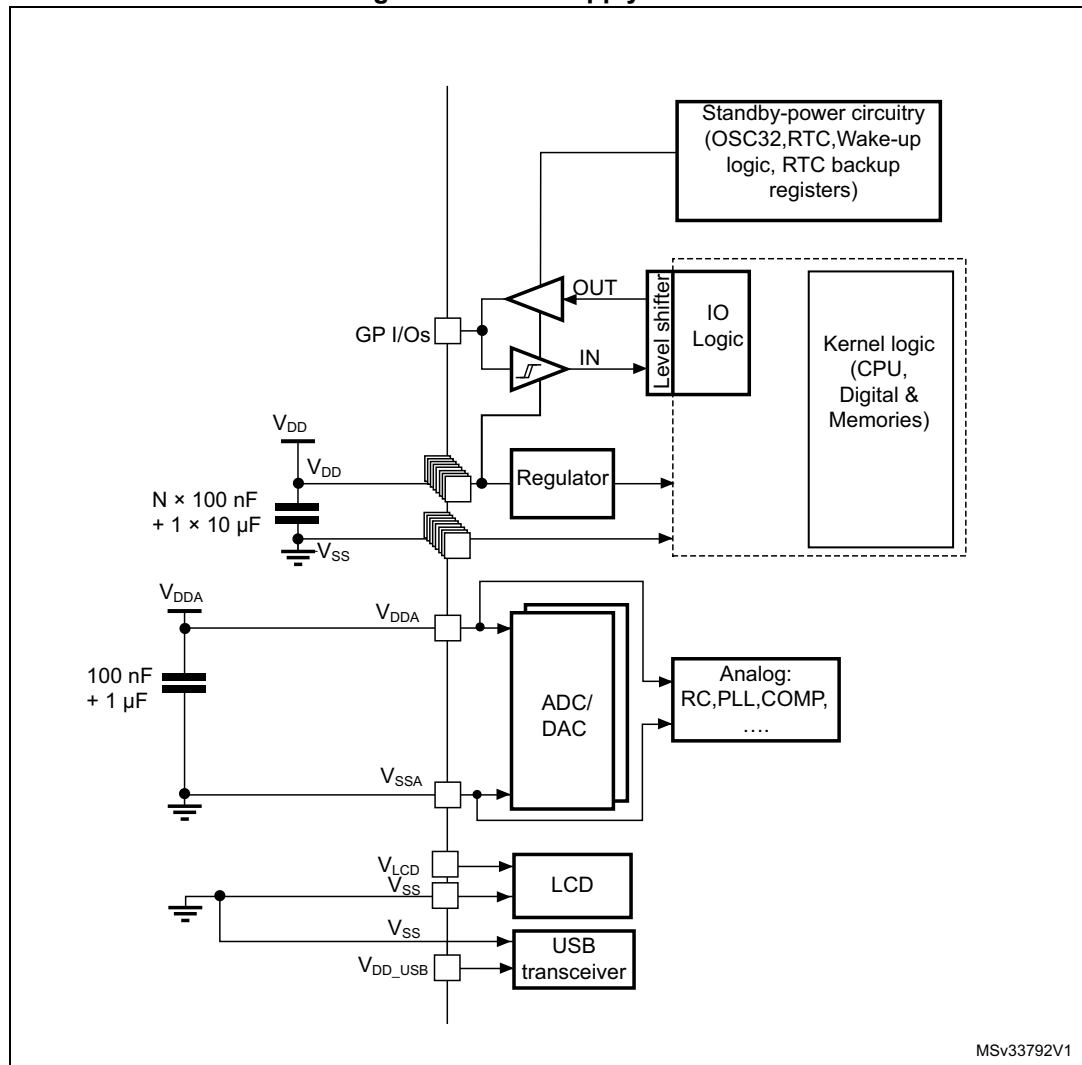 Standby-power circuitry
(OSC32,RTC,Wake-up
logic, RTC backup
registers)
OUT
Level shifter
IO
Logic
GP I/Os
IN
Kernel logic
(CPU,
Digital &
Memories)
VDD
VDD
Regulator
N × 100 nF
+ 1 × 10 µF
VSS
VDDA
VDDA
100 nF
+ 1 µF
ADC/
DAC
Analog:
RC,PLL,COMP,
....
VSSA
VLCD
LCD
VSS
VSS
USB
transceiver
VDD_USB
MSv33792V1